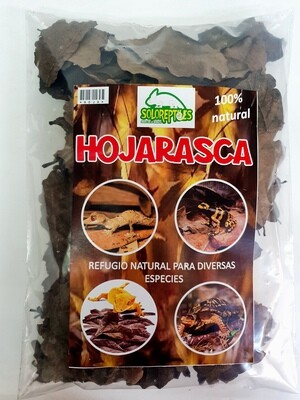 SOLOREPTILES
100%
natural
HOJARASCA
REFUGIO NATURAL PARA DIVERSAS
ESPECIES